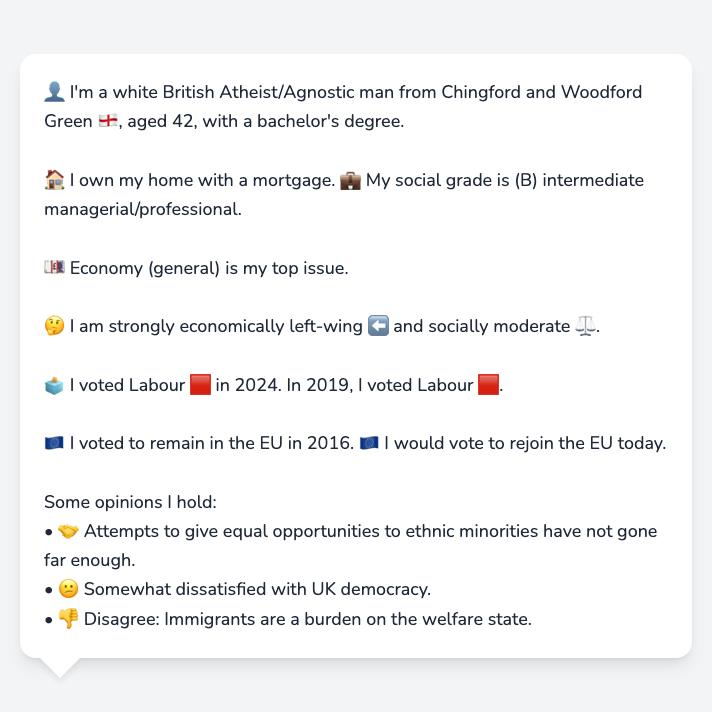 👤 I'm a white British Atheist/Agnostic man from Chingford and Woodford
Green 🏴󠁧󠁢󠁥󠁮󠁧󠁿, aged 42, with a bachelor's degree.
🏠 I own my home with a mortgage. 💼 My social grade is (B) intermediate
managerial/professional.
💷 Economy (general) is my top issue.
🤔 I am strongly economically left-wing ⬅️ and socially moderate ⚖️.
🗳️ I voted Labour 🟥 in 2024. In 2019, I voted Labour 🟥.
🇪🇺 I voted to remain in the EU in 2016. 🇪🇺 I would vote to rejoin the EU today.
Some opinions I hold:
• 🤝 Attempts to give equal opportunities to ethnic minorities have not gone
far enough.
• 😕 Somewhat dissatisfied with UK democracy.
• 👎 Disagree: Immigrants are a burden on the welfare state.